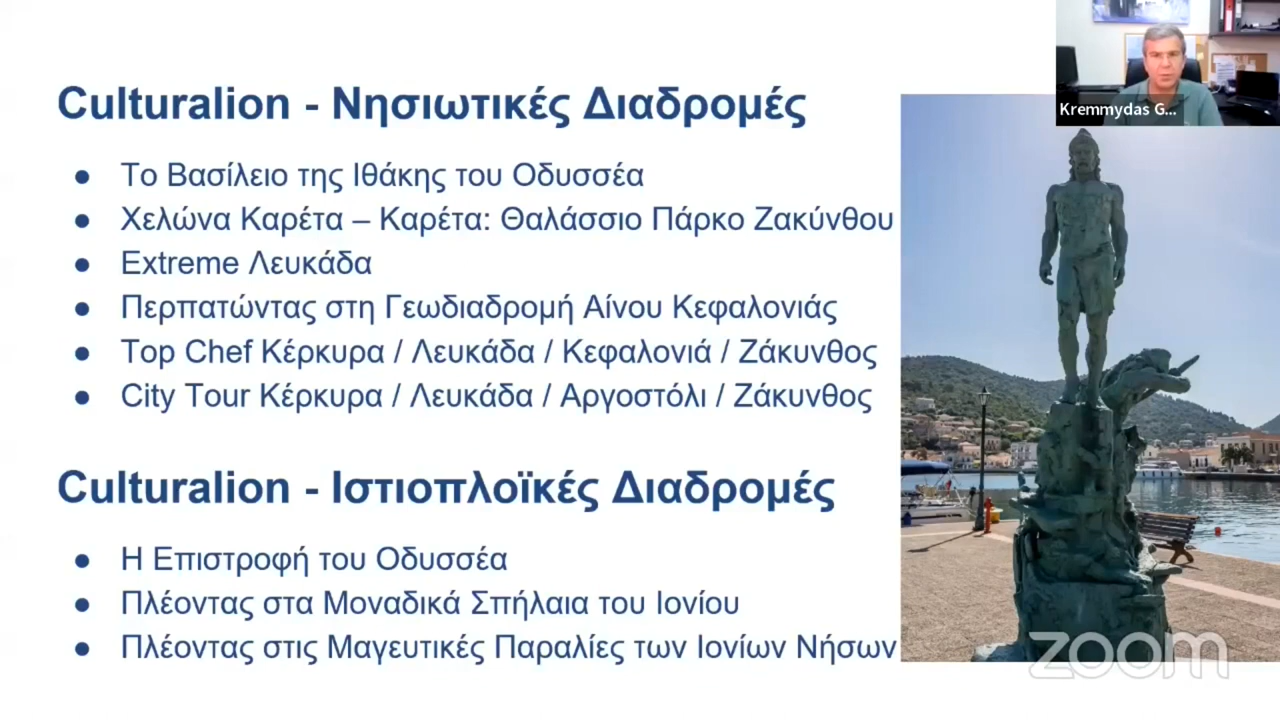 Culturalion - Νησιωτικές Διαδρομές
● Το Βασίλειο της Ιθάκης του Οδυσσέα
● Χελώνα Καρέτα – Καρέτα: Θαλάσσιο Πάρκο Ζακύνθου
● Extreme Λευκάδα
● Περπατώντας στη Γεωδιαδρομή Αίνου Κεφαλονιάς
● Top Chef Κέρκυρα / Λευκάδα / Κεφαλονιά / Ζάκυνθος
● City Tour Κέρκυρα / Λευκάδα / Αργοστόλι / Ζάκυνθος
Culturalion - Ιστιοπλοϊκές Διαδρομές
● Η Επιστροφή του Οδυσσέα
● Πλέοντας στα Μοναδικά Σπήλαια του Ιονίου
● Πλέοντας στις Μαγευτικές Παραλίες των Ιονίων Νήσων
Kremmydas G...
zoom